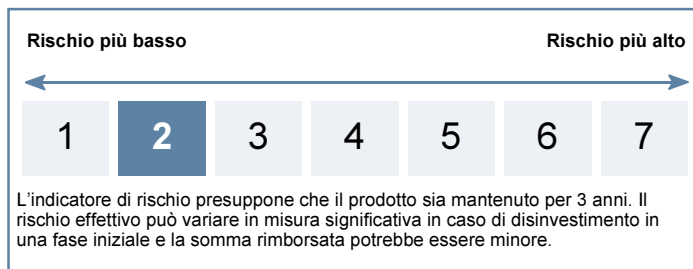 Rischio più basso Rischio più alto
1 2 3 4 5 6 7
L'indicatore di rischio presuppone che il prodotto sia mantenuto per 3 anni. Il
rischio effettivo può variare in misura significativa in caso di disinvestimento in
una fase iniziale e la somma rimborsata potrebbe essere minore.